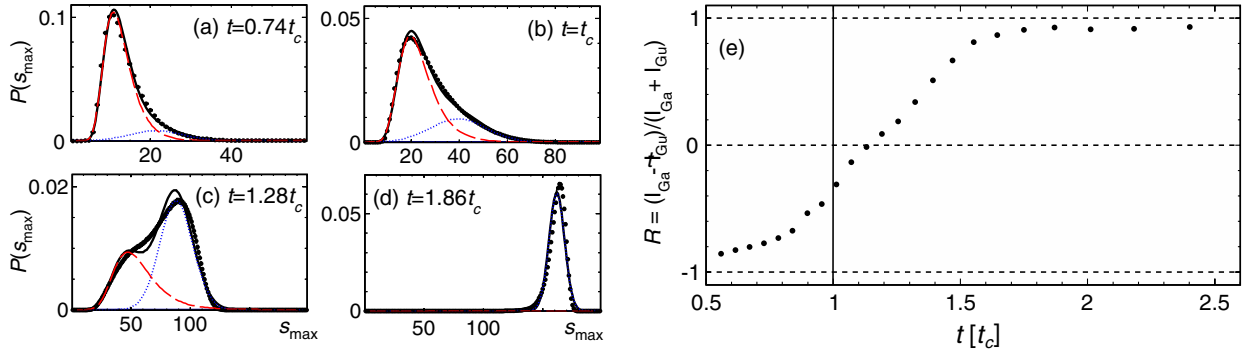 (a) t=0.74t_c
0.1
0
20 40
P(s_max)
(b) t=t_c
0.05
0
20 40 60 80
(c) t=1.28t_c
0.02
0
50 100 s_max
P(s_max)
(d) t=1.86t_c
0.05
0
50 100 s_max
(e)
1
0
-1
0.5 1 1.5 2 2.5
t [t_c]
R = (I_Ga - I_Gu)/(I_Ga + I_Gu)